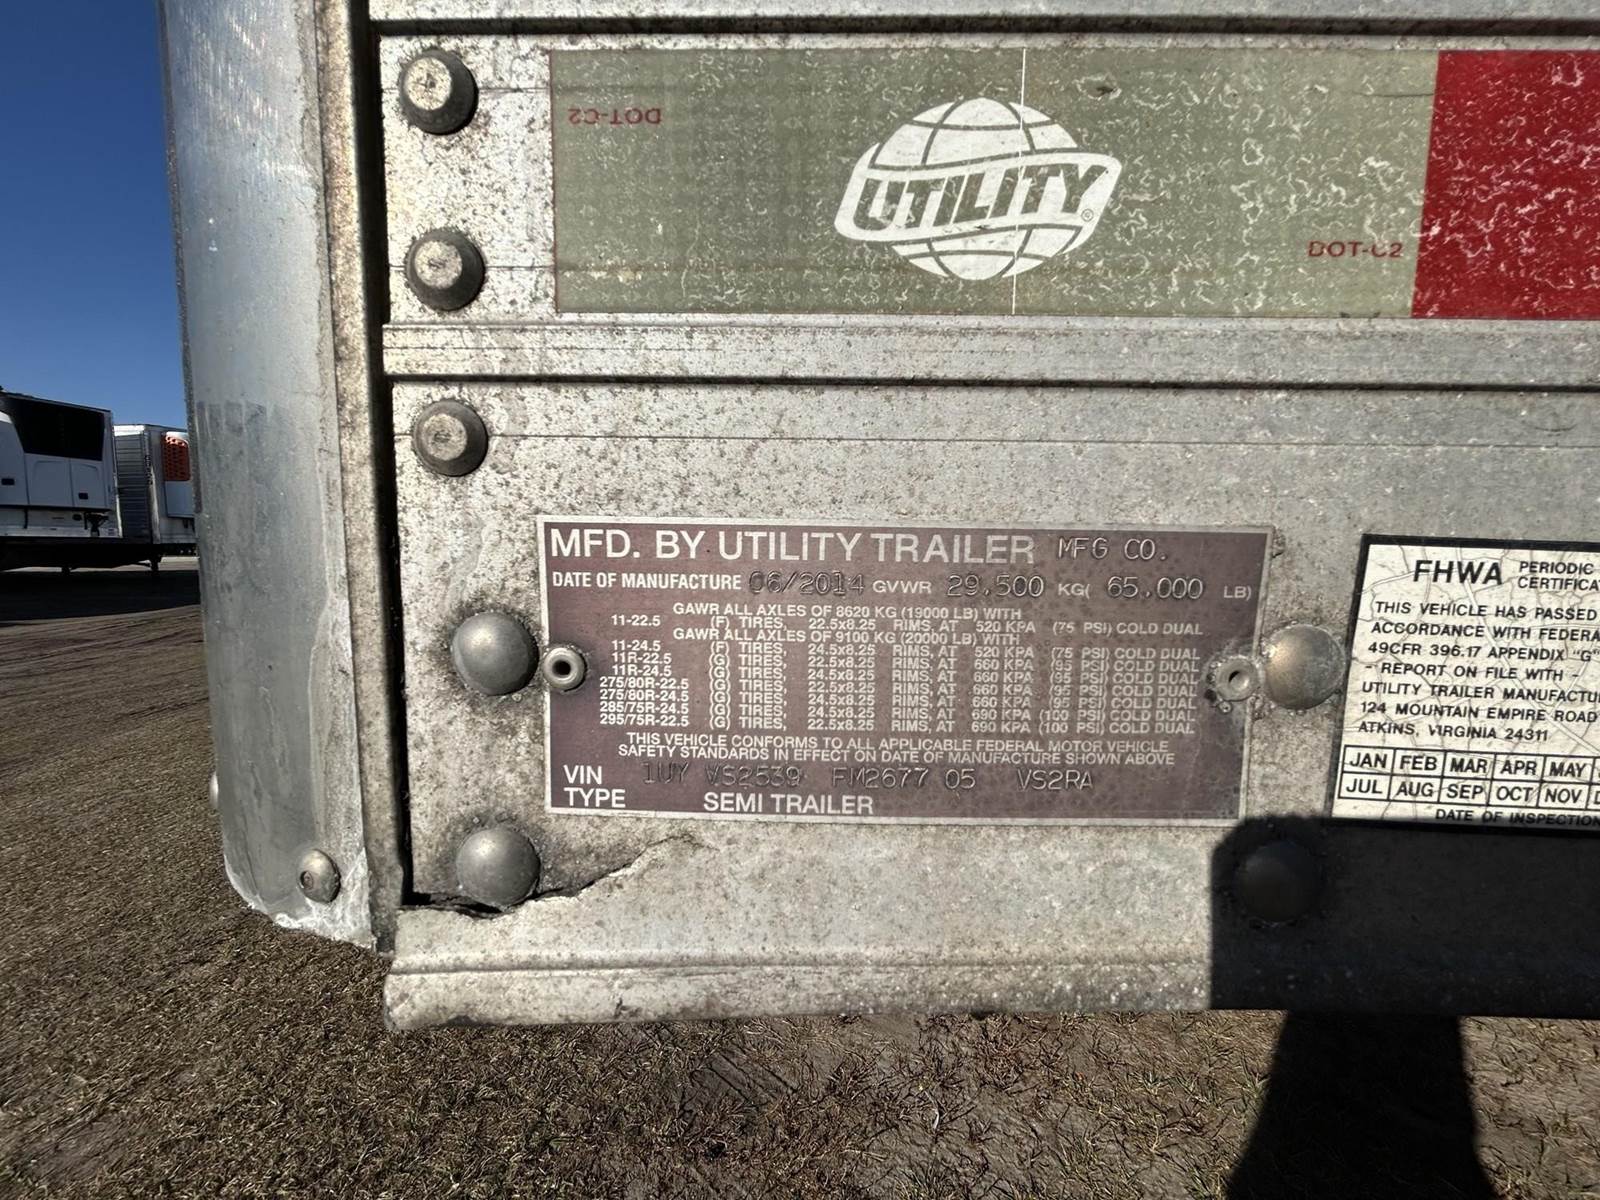 DOT-C2
UTILITY®
DOT-C2
MFD. BY UTILITY TRAILER MFG CO.
DATE OF MANUFACTURE 06/2014 GVWR 29,500 KG( 65,000 LB)
GAWR ALL AXLES OF 8620 KG (19000 LB) WITH
11-22.5 (F) TIRES, 22.5x8.25 RIMS, AT 520 KPA (75 PSI) COLD DUAL
GAWR ALL AXLES OF 9100 KG (20000 LB) WITH
11-24.5 (F) TIRES, 24.5x8.25 RIMS, AT 520 KPA (75 PSI) COLD DUAL
11R-22.5 (G) TIRES, 22.5x8.25 RIMS, AT 660 KPA (95 PSI) COLD DUAL
11R-24.5 (G) TIRES, 24.5x8.25 RIMS, AT 660 KPA (95 PSI) COLD DUAL
275/80R-22.5 (G) TIRES, 22.5x8.25 RIMS, AT 660 KPA (95 PSI) COLD DUAL
275/80R-24.5 (G) TIRES, 24.5x8.25 RIMS, AT 660 KPA (95 PSI) COLD DUAL
285/75R-24.5 (G) TIRES, 24.5x8.25 RIMS, AT 690 KPA (100 PSI) COLD DUAL
295/75R-22.5 (G) TIRES, 22.5x8.25 RIMS, AT 690 KPA (100 PSI) COLD DUAL
THIS VEHICLE CONFORMS TO ALL APPLICABLE FEDERAL MOTOR VEHICLE
SAFETY STANDARDS IN EFFECT ON DATE OF MANUFACTURE SHOWN ABOVE
VIN 1UY VS2539 FM2677 05 VS2RA
TYPE SEMI TRAILER
FHWA PERIODIC
CERTIFICAT
THIS VEHICLE HAS PASSED
ACCORDANCE WITH FEDERA
49CFR 396.17 APPENDIX "G"
- REPORT ON FILE WITH -
UTILITY TRAILER MANUFACTU
124 MOUNTAIN EMPIRE ROAD
ATKINS, VIRGINIA 24311
JAN FEB MAR APR MAY
JUL AUG SEP OCT NOV D
DATE OF INSPECTION